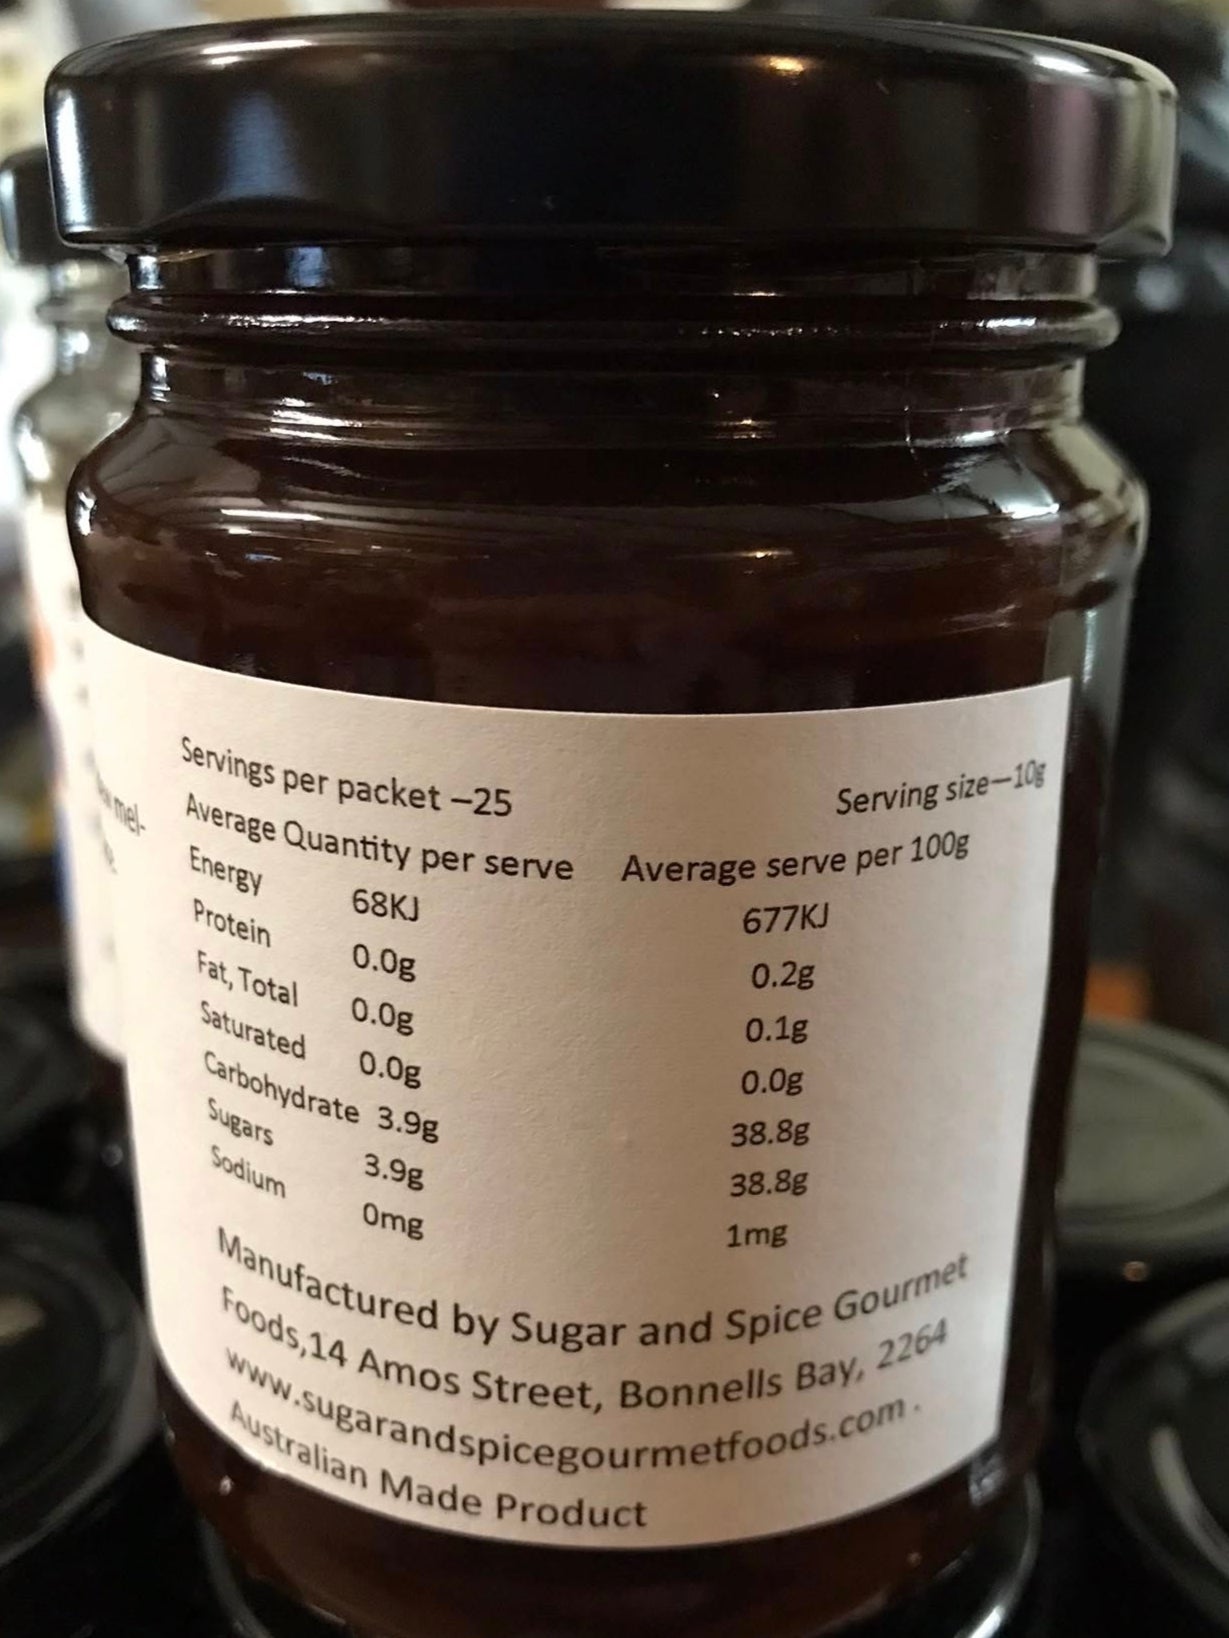 Servings per packet –25 Serving size—10g
Average Quantity per serve Average serve per 100g
Energy 68KJ 677KJ
Protein 0.0g 0.2g
Fat, Total 0.0g 0.1g
Saturated 0.0g 0.0g
Carbohydrate 3.9g 38.8g
Sugars 3.9g 38.8g
Sodium 0mg 1mg
Manufactured by Sugar and Spice Gourmet
Foods,14 Amos Street, Bonnells Bay, 2264
www.sugarandspicegourmetfoods.com .
Australian Made Product